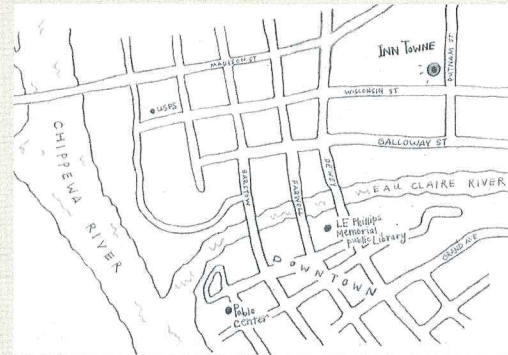 MADISON ST
INN TOWNE
PUTNAM ST
USPS
WISCONSIN ST
GALLOWAY ST
CHIPPEWA RIVER
BARSTOW
FARWELL
DEWEY
EAU CLAIRE RIVER
LE Phillips
Memorial
Public Library
GRAND AVE
DOWNTOWN
Pablo
Center